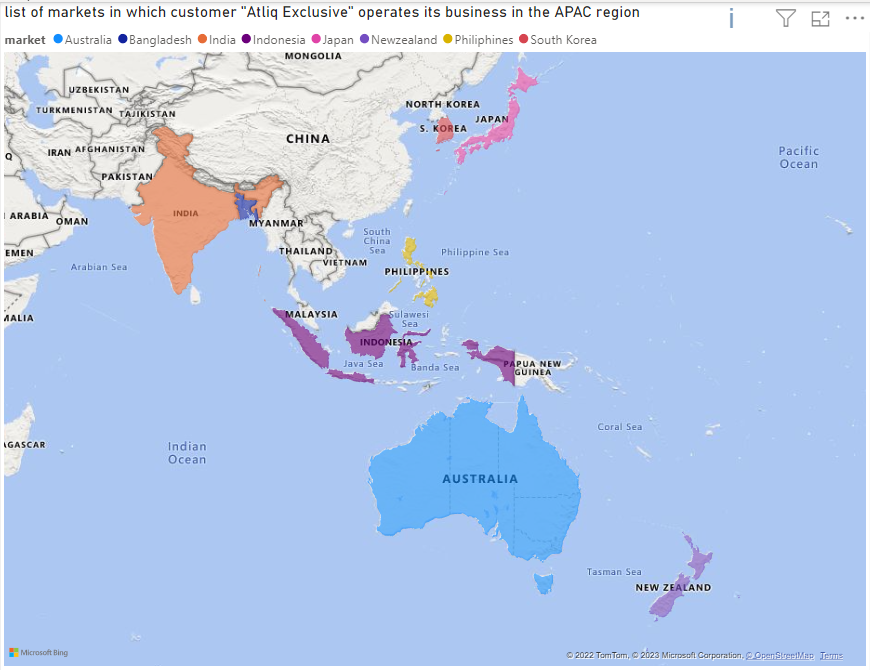 list of markets in which customer "Atliq Exclusive" operates its business in the APAC region
market Australia Bangladesh India Indonesia Japan Newzealand Philiphines South Korea
MONGOLIA
UZBEKISTAN
NORTH KOREA
TURKMENISTAN TAJIKISTAN
JAPAN
S. KOREA
CHINA
IRAN AFGHANISTAN
Pacific
Ocean
Q
PAKISTAN
INDIA
ARABIA OMAN
MYANMAR
South
China
Sea
EMEN
THAILAND
Philippine Sea
VIETNAM
Arabian Sea
PHILIPPINES
MALIA
MALAYSIA
Sulawesi
Sea
INDONESIA
Java Sea
Banda Sea
PAPUA NEW
GUINEA
Coral Sea
AGASCAR
Indian
Ocean
AUSTRALIA
Tasman Sea
NEW ZEALAND
Microsoft Bing
© 2022 TomTom, © 2023 Microsoft Corporation, © OpenStreetMap Terms